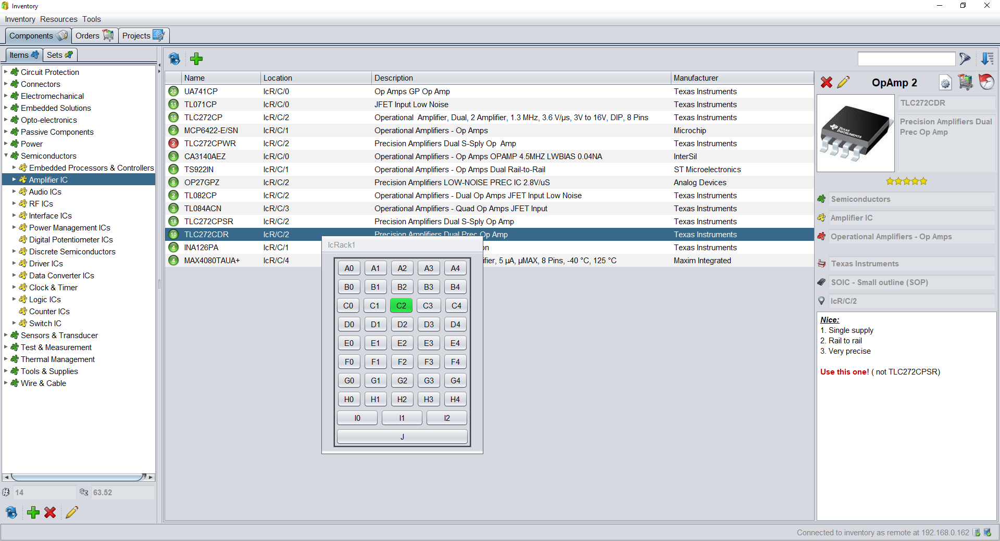 Inventory
Inventory Resources Tools
Components Orders Projects
Items Sets
Circuit Protection
Connectors
Electromechanical
Embedded Solutions
Opto-electronics
Passive Components
Power
Semiconductors
Embedded Processors & Controllers
Amplifier IC
Audio ICs
RF ICs
Interface ICs
Power Management ICs
Digital Potentiometer ICs
Discrete Semiconductors
Driver ICs
Data Converter ICs
Clock & Timer
Logic ICs
Counter ICs
Switch IC
Sensors & Transducer
Test & Measurement
Thermal Management
Tools & Supplies
Wire & Cable
14 63.52
Name Location Description Manufacturer
20 UA741CP IcR/C/0 Op Amps GP Op Amp Texas Instruments
11 TL071CP IcR/C/0 JFET Input Low Noise Texas Instruments
10 TLC272CP IcR/C/2 Operational Amplifier, Dual, 2 Amplifier, 1.3 MHz, 3.6 V/µs, 3V to 16V, DIP, 8 Pins Texas Instruments
2 MCP6422-E/SN IcR/C/1 Operational Amplifiers - Op Amps Microchip
2 TLC272CPWR IcR/C/2 Precision Amplifiers Dual S-Sply Op Amp Texas Instruments
3 CA3140AEZ IcR/C/0 Operational Amplifiers - Op Amps OPAMP 4.5MHZ LWBIAS 0.04NA InterSil
1 TS922IN IcR/C/1 Operational Amplifiers - Op Amps Dual Rail-to-Rail ST Microelectronics
8 OP27GPZ IcR/C/2 Precision Amplifiers LOW-NOISE PREC IC 2.8V/uS Analog Devices
2 TL082CP IcR/C/2 Operational Amplifiers - Dual Op Amps JFET Input Low Noise Texas Instruments
3 TL084ACN IcR/C/3 Operational Amplifiers - Quad Op Amps JFET Input Texas Instruments
18 TLC272CPSR IcR/C/2 Precision Amplifiers Dual S-Sply Op Amp Texas Instruments
10 TLC272CDR IcR/C/2 Precision Amplifiers Dual Prec Op Amp Texas Instruments
4 INA126PA IcR/C/1 on Texas Instruments
4 MAX4080TAUA+ IcR/C/4 ifier, 5 µA, µMAX, 8 Pins, -40 °C, 125 °C Maxim Integrated
IcRack1
A0 A1 A2 A3 A4
B0 B1 B2 B3 B4
C0 C1 C2 C3 C4
D0 D1 D2 D3 D4
E0 E1 E2 E3 E4
F0 F1 F2 F3 F4
G0 G1 G2 G3 G4
H0 H1 H2 H3 H4
I0 I1 I2
J
OpAmp 2
TEXAS INSTRUMENTS
TLC272CDR
Precision Amplifiers Dual
Prec Op Amp
Semiconductors
Amplifier IC
Operational Amplifiers - Op Amps
Texas Instruments
SOIC - Small outline (SOP)
IcR/C/2
Nice:
1. Single supply
2. Rail to rail
3. Very precise
Use this one! ( not TLC272CPSR)
Connected to inventory as remote at 192.168.0.162